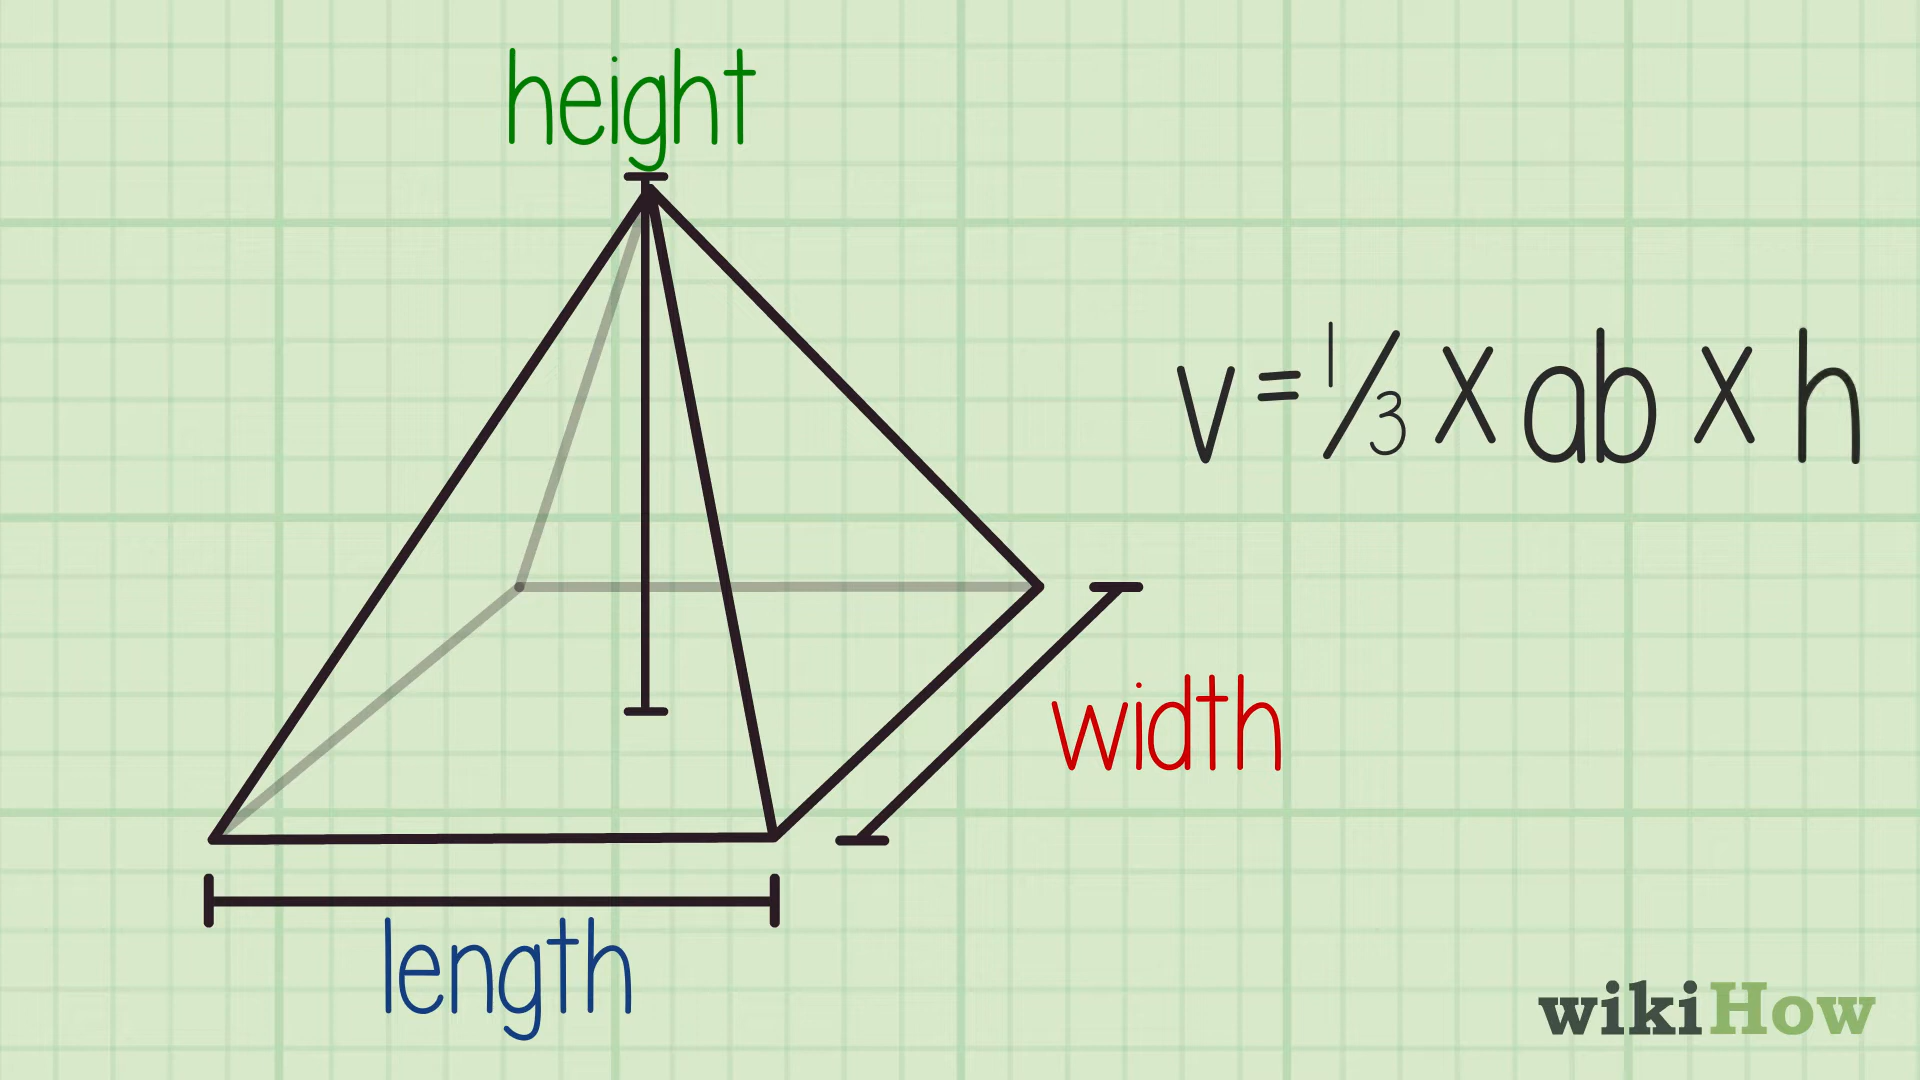 height
v = 1/3 x ab x h
width
length
wikiHow